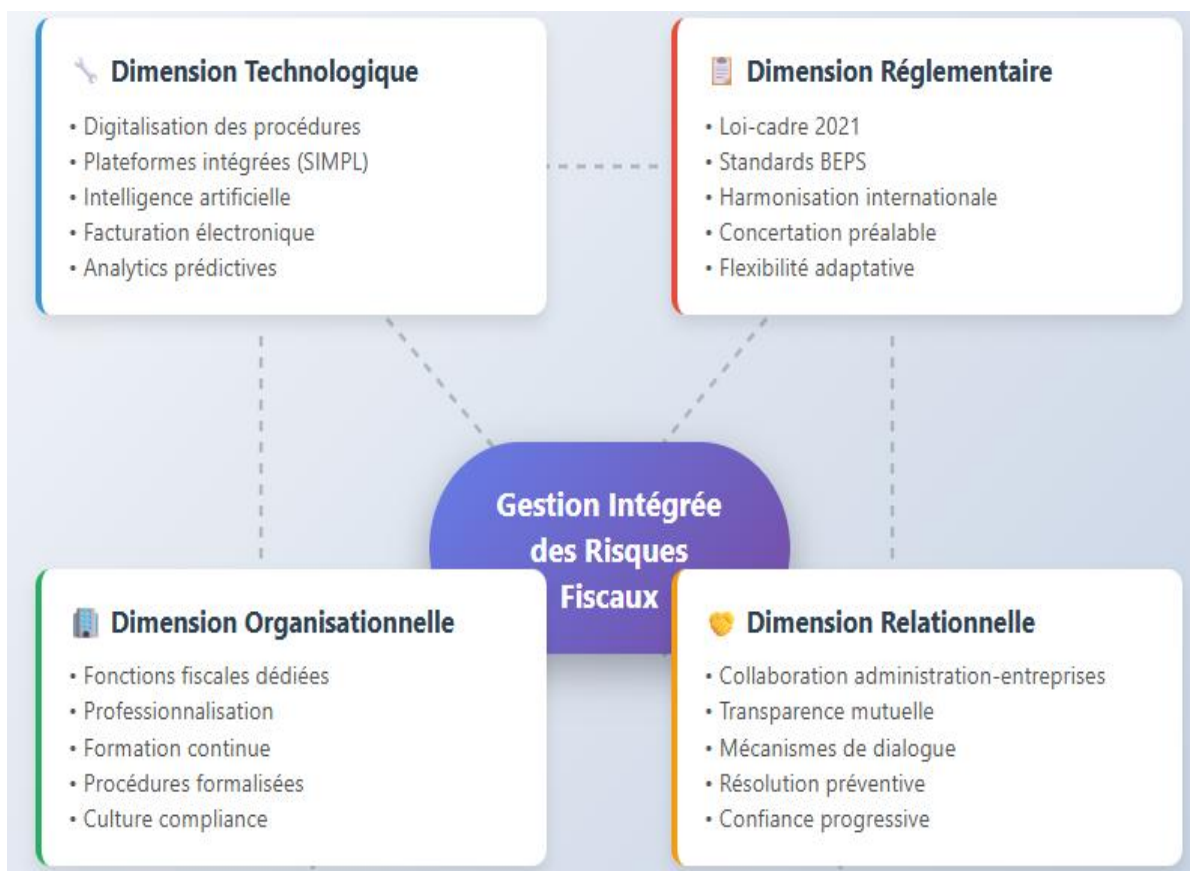 Dimension Technologique
• Digitalisation des procédures
• Plateformes intégrées (SIMPL)
• Intelligence artificielle
• Facturation électronique
• Analytics prédictives
Dimension Réglementaire
• Loi-cadre 2021
• Standards BEPS
• Harmonisation internationale
• Concertation préalable
• Flexibilité adaptative
Gestion Intégrée
des Risques
Fiscaux
Dimension Organisationnelle
• Fonctions fiscales dédiées
• Professionnalisation
• Formation continue
• Procédures formalisées
• Culture compliance
Dimension Relationnelle
• Collaboration administration-entreprises
• Transparence mutuelle
• Mécanismes de dialogue
• Résolution préventive
• Confiance progressive